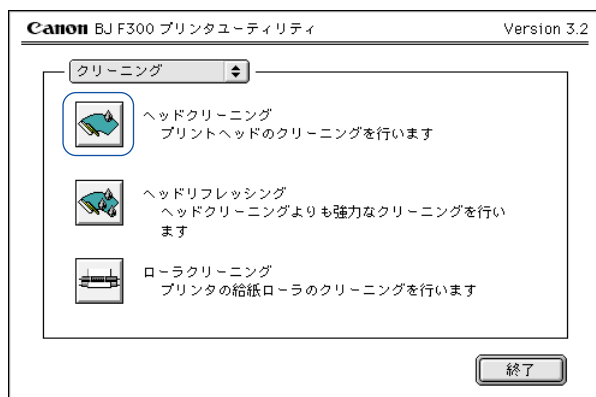 Canon BJ F300 プリンタユーティリティ Version 3.2
クリーニング
ヘッドクリーニング
プリントヘッドのクリーニングを行います
ヘッドリフレッシング
ヘッドクリーニングよりも強力なクリーニングを行い
ます
ローラクリーニング
プリンタの給紙ローラのクリーニングを行います
終了